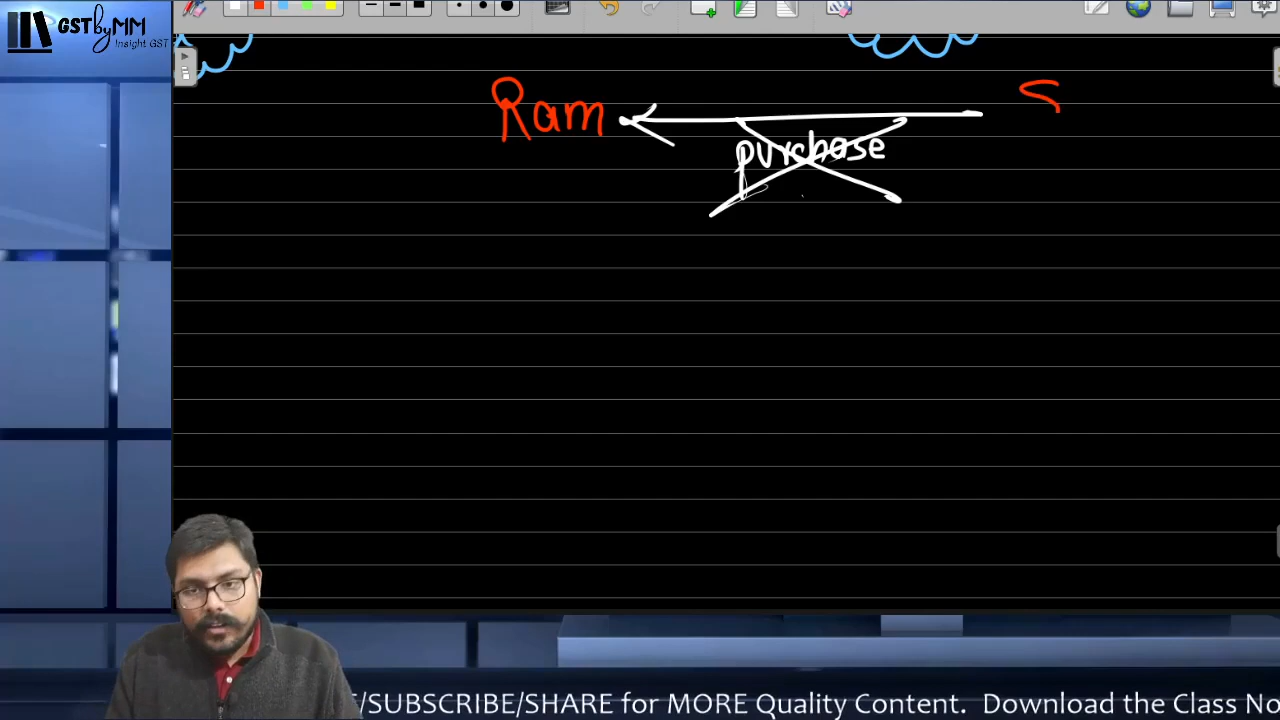 GSTbyMM
Insight GST
Ram
purchase
/SUBSCRIBE/SHARE for MORE Quality Content. Download the Class No